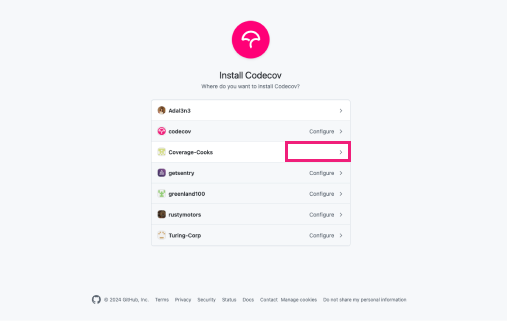 Install Codecov
Where do you want to install Codecov?
Adal3n3
codecov Configure
Coverage-Cooks
getsentry Configure
greenland100 Configure
rustymotors Configure
Turing-Corp Configure
© 2024 GitHub, Inc. Terms Privacy Security Status Docs Contact Manage cookies Do not share my personal information